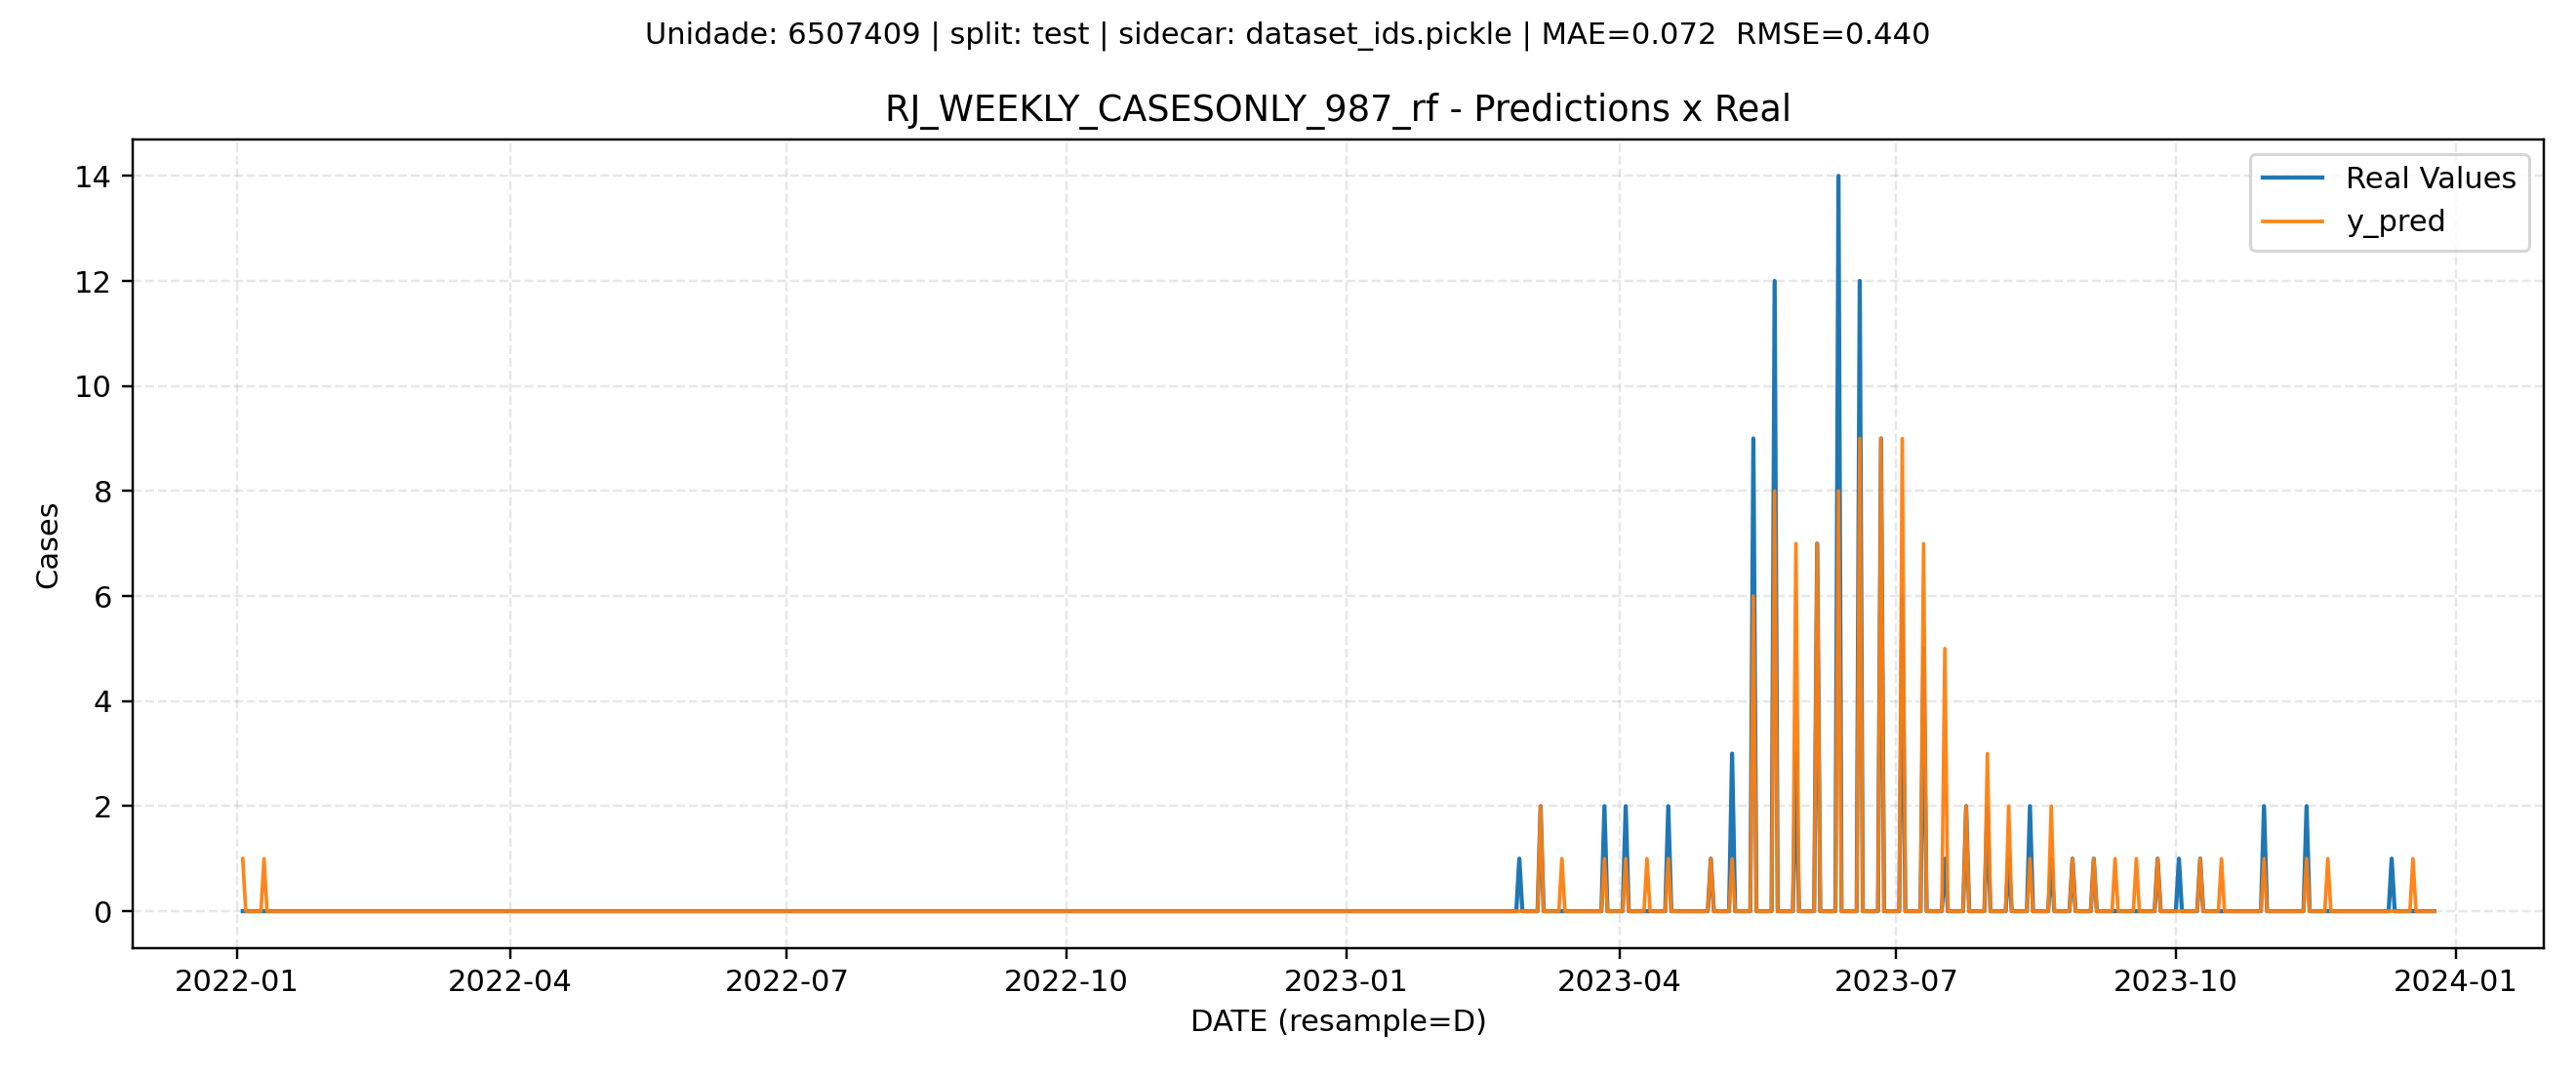 Unidade: 6507409 | split: test | sidecar: dataset_ids.pickle | MAE=0.072  RMSE=0.440
RJ_WEEKLY_CASESONLY_987_rf - Predictions x Real
Real Values
y_pred
14
12
10
8
6
4
2
0
Cases
2022-01
2022-04
2022-07
2022-10
2023-01
2023-04
2023-07
2023-10
2024-01
DATE (resample=D)